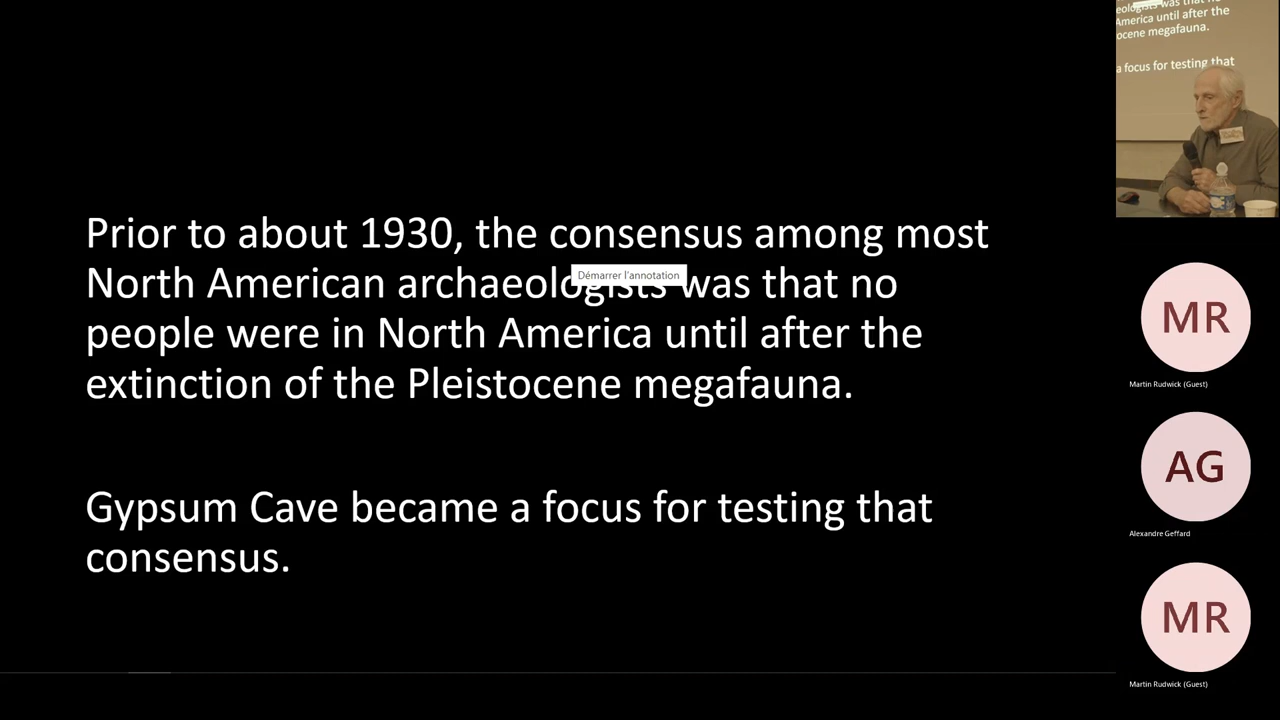 Prior to about 1930, the consensus among most
North American archaeologists was that no
people were in North America until after the
extinction of the Pleistocene megafauna.
Démarrer l'annotation
Gypsum Cave became a focus for testing that
consensus.
America until after the
ocene megafauna.
a focus for testing that
MR
Martin Rudwick (Guest)
AG
Alexandre Geffard
MR
Martin Rudwick (Guest)